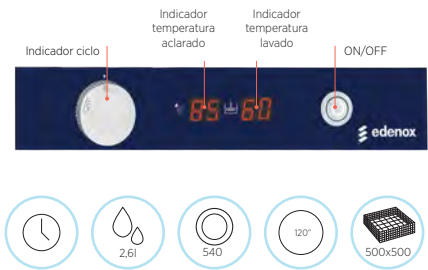 Indicador
temperatura
aclarado
Indicador
temperatura
lavado
Indicador ciclo
ON/OFF
85 60
edenox
2,6l
540
120"
500x500